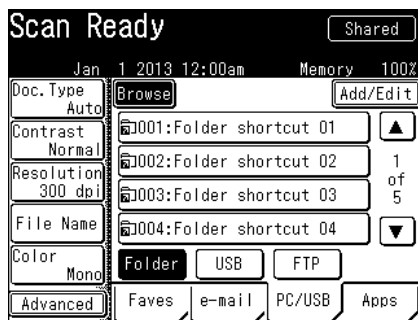 Scan Ready
Shared
Jan 1 2013 12:00am Memory 100%
Doc.Type
Auto
Browse
Add/Edit
Contrast
Normal
001:Folder shortcut 01
002:Folder shortcut 02
1
of
5
Resolution
300 dpi
003:Folder shortcut 03
File Name
004:Folder shortcut 04
Color
Mono
Folder
USB
FTP
Advanced
Faves
e-mail
PC/USB
Apps